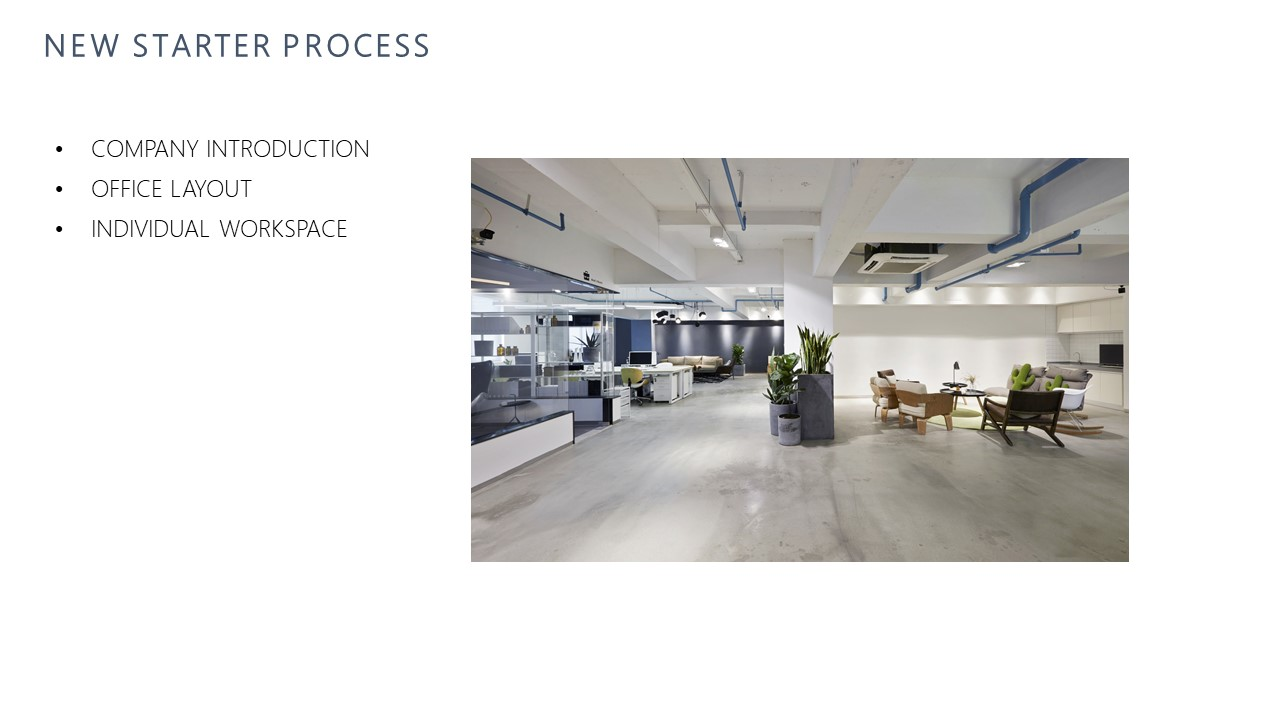 NEW STARTER PROCESS
• COMPANY INTRODUCTION
• OFFICE LAYOUT
• INDIVIDUAL WORKSPACE